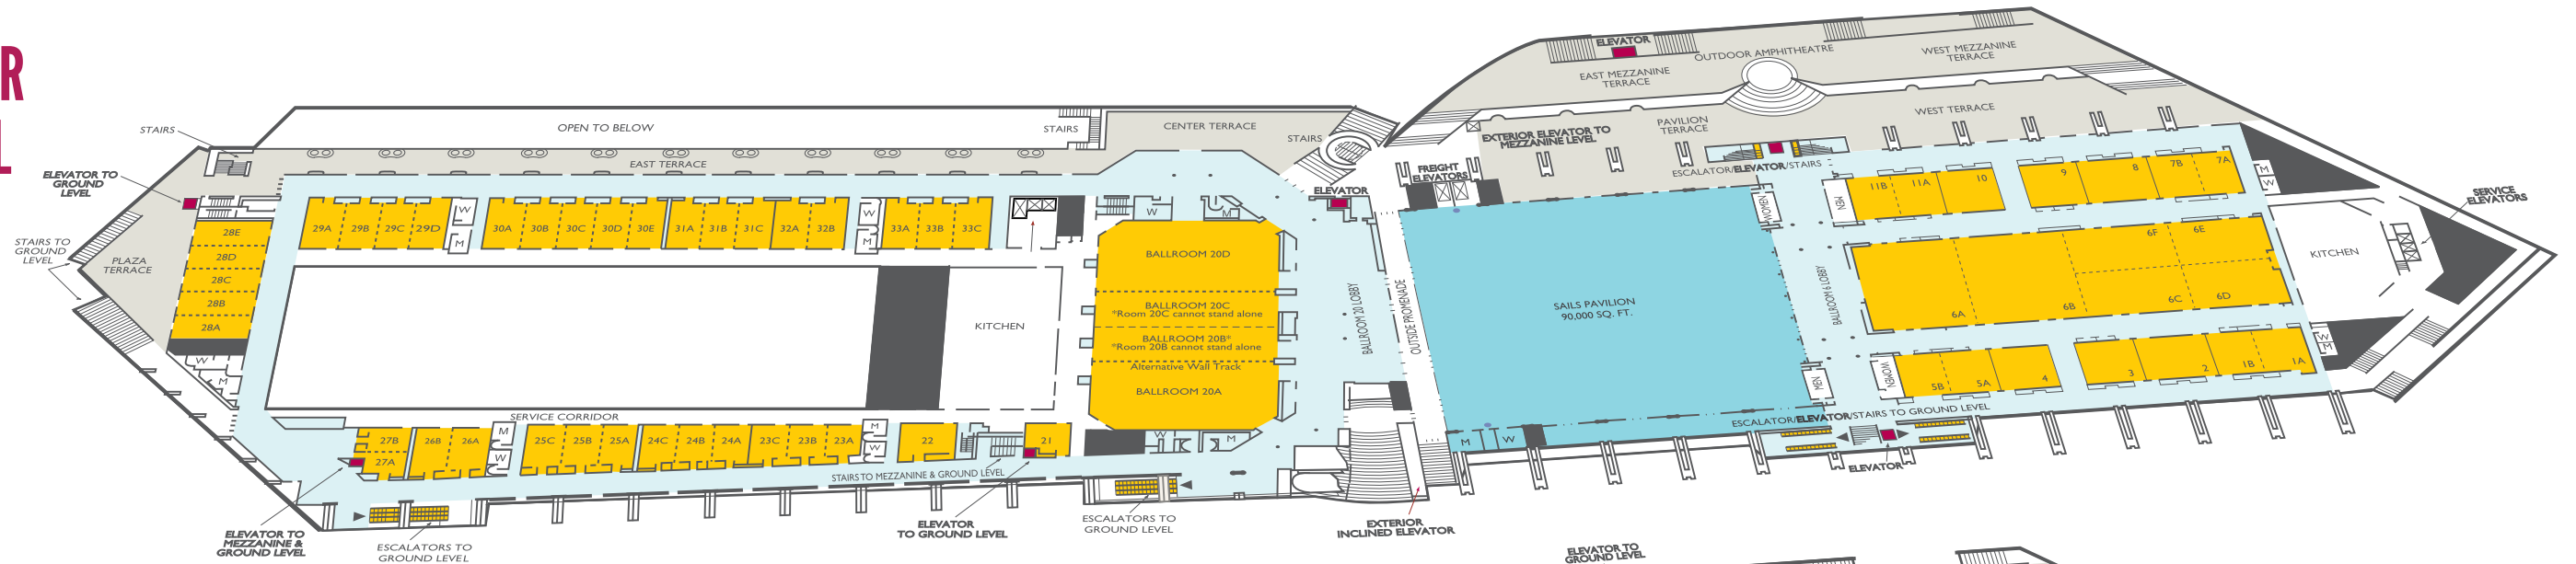 R
L
STAIRS
ELEVATOR TO
GROUND
LEVEL
STAIRS TO
GROUND
LEVEL
PLAZA
TERRACE
OPEN TO BELOW
EAST TERRACE
STAIRS
CENTER TERRACE
STAIRS
28E
28D
28C
28B
28A
W
M
29A
29B
29C
29D
W
M
30A
30B
30C
30D
30E
31A
31B
31C
32A
32B
W
M
33A
33B
33C
W
M
KITCHEN
BALLROOM 20D
BALLROOM 20C
*Room 20C cannot stand alone
BALLROOM 20B*
*Room 20B cannot stand alone
Alternative Wall Track
BALLROOM 20A
W
M
SERVICE CORRIDOR
27B
27A
26B
26A
M
W
25C
25B
25A
24C
24B
24A
23C
23B
23A
M
W
22
21
STAIRS TO MEZZANINE & GROUND LEVEL
ELEVATOR TO
MEZZANINE &
GROUND LEVEL
ESCALATORS TO
GROUND LEVEL
ELEVATOR
TO GROUND LEVEL
ESCALATORS TO
GROUND LEVEL
ELEVATOR
BALLROOM 20 LOBBY
OUTSIDE PROMENADE
EXTERIOR
INCLINED ELEVATOR
FREIGHT
ELEVATORS
EXTERIOR ELEVATOR TO
MEZZANINE LEVEL
ELEVATOR
EAST MEZZANINE
TERRACE
OUTDOOR AMPHITHEATRE
WEST MEZZANINE
TERRACE
PAVILION
TERRACE
WEST TERRACE
ESCALATOR/ELEVATOR/STAIRS
SAILS PAVILION
90,000 SQ. FT.
M
W
WOMEN
MEN
MEN
WOMEN
BALLROOM 6 LOBBY
11B
11A
10
9
8
7B
7A
M
W
6A
6B
6F
6E
6C
6D
KITCHEN
SERVICE
ELEVATORS
5B
5A
4
3
2
1B
1A
W
M
ESCALATOR/ELEVATOR/STAIRS TO GROUND LEVEL
ELEVATOR
ELEVATOR TO
GROUND LEVEL